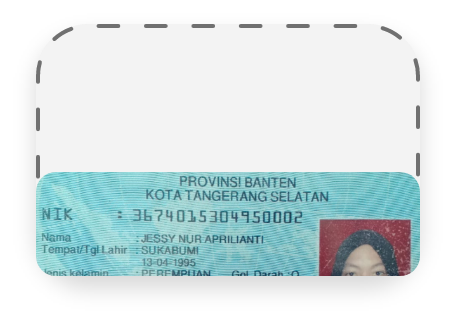 PROVINSI BANTEN
KOTA TANGERANG SELATAN
NIK : 3674015304950002
Nama : JESSY NUR APRILIANTI
Tempat/Tgl Lahir : SUKABUMI
13-04-1995
Jenis kelamin : PEREMPUAN Gol. Darah : O